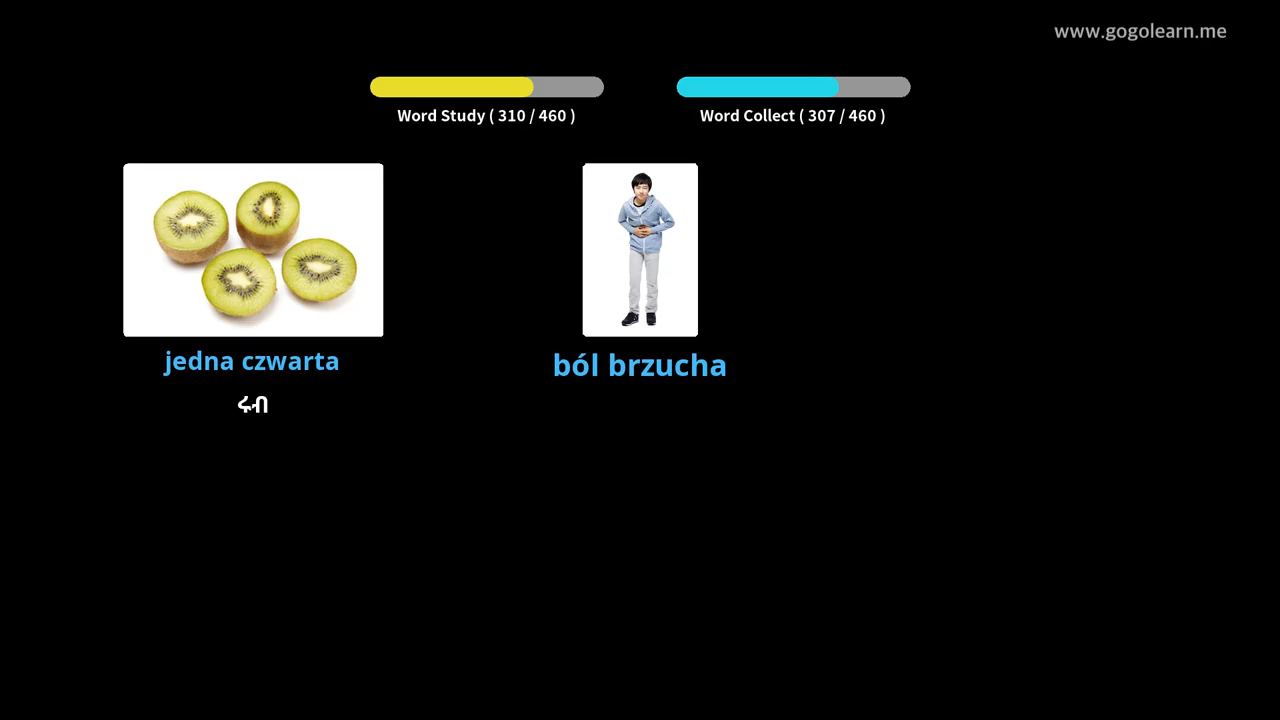 www.gogolearn.me
Word Study ( 310 / 460 )
Word Collect ( 307 / 460 )
jedna czwarta
ሩብ
ból brzucha